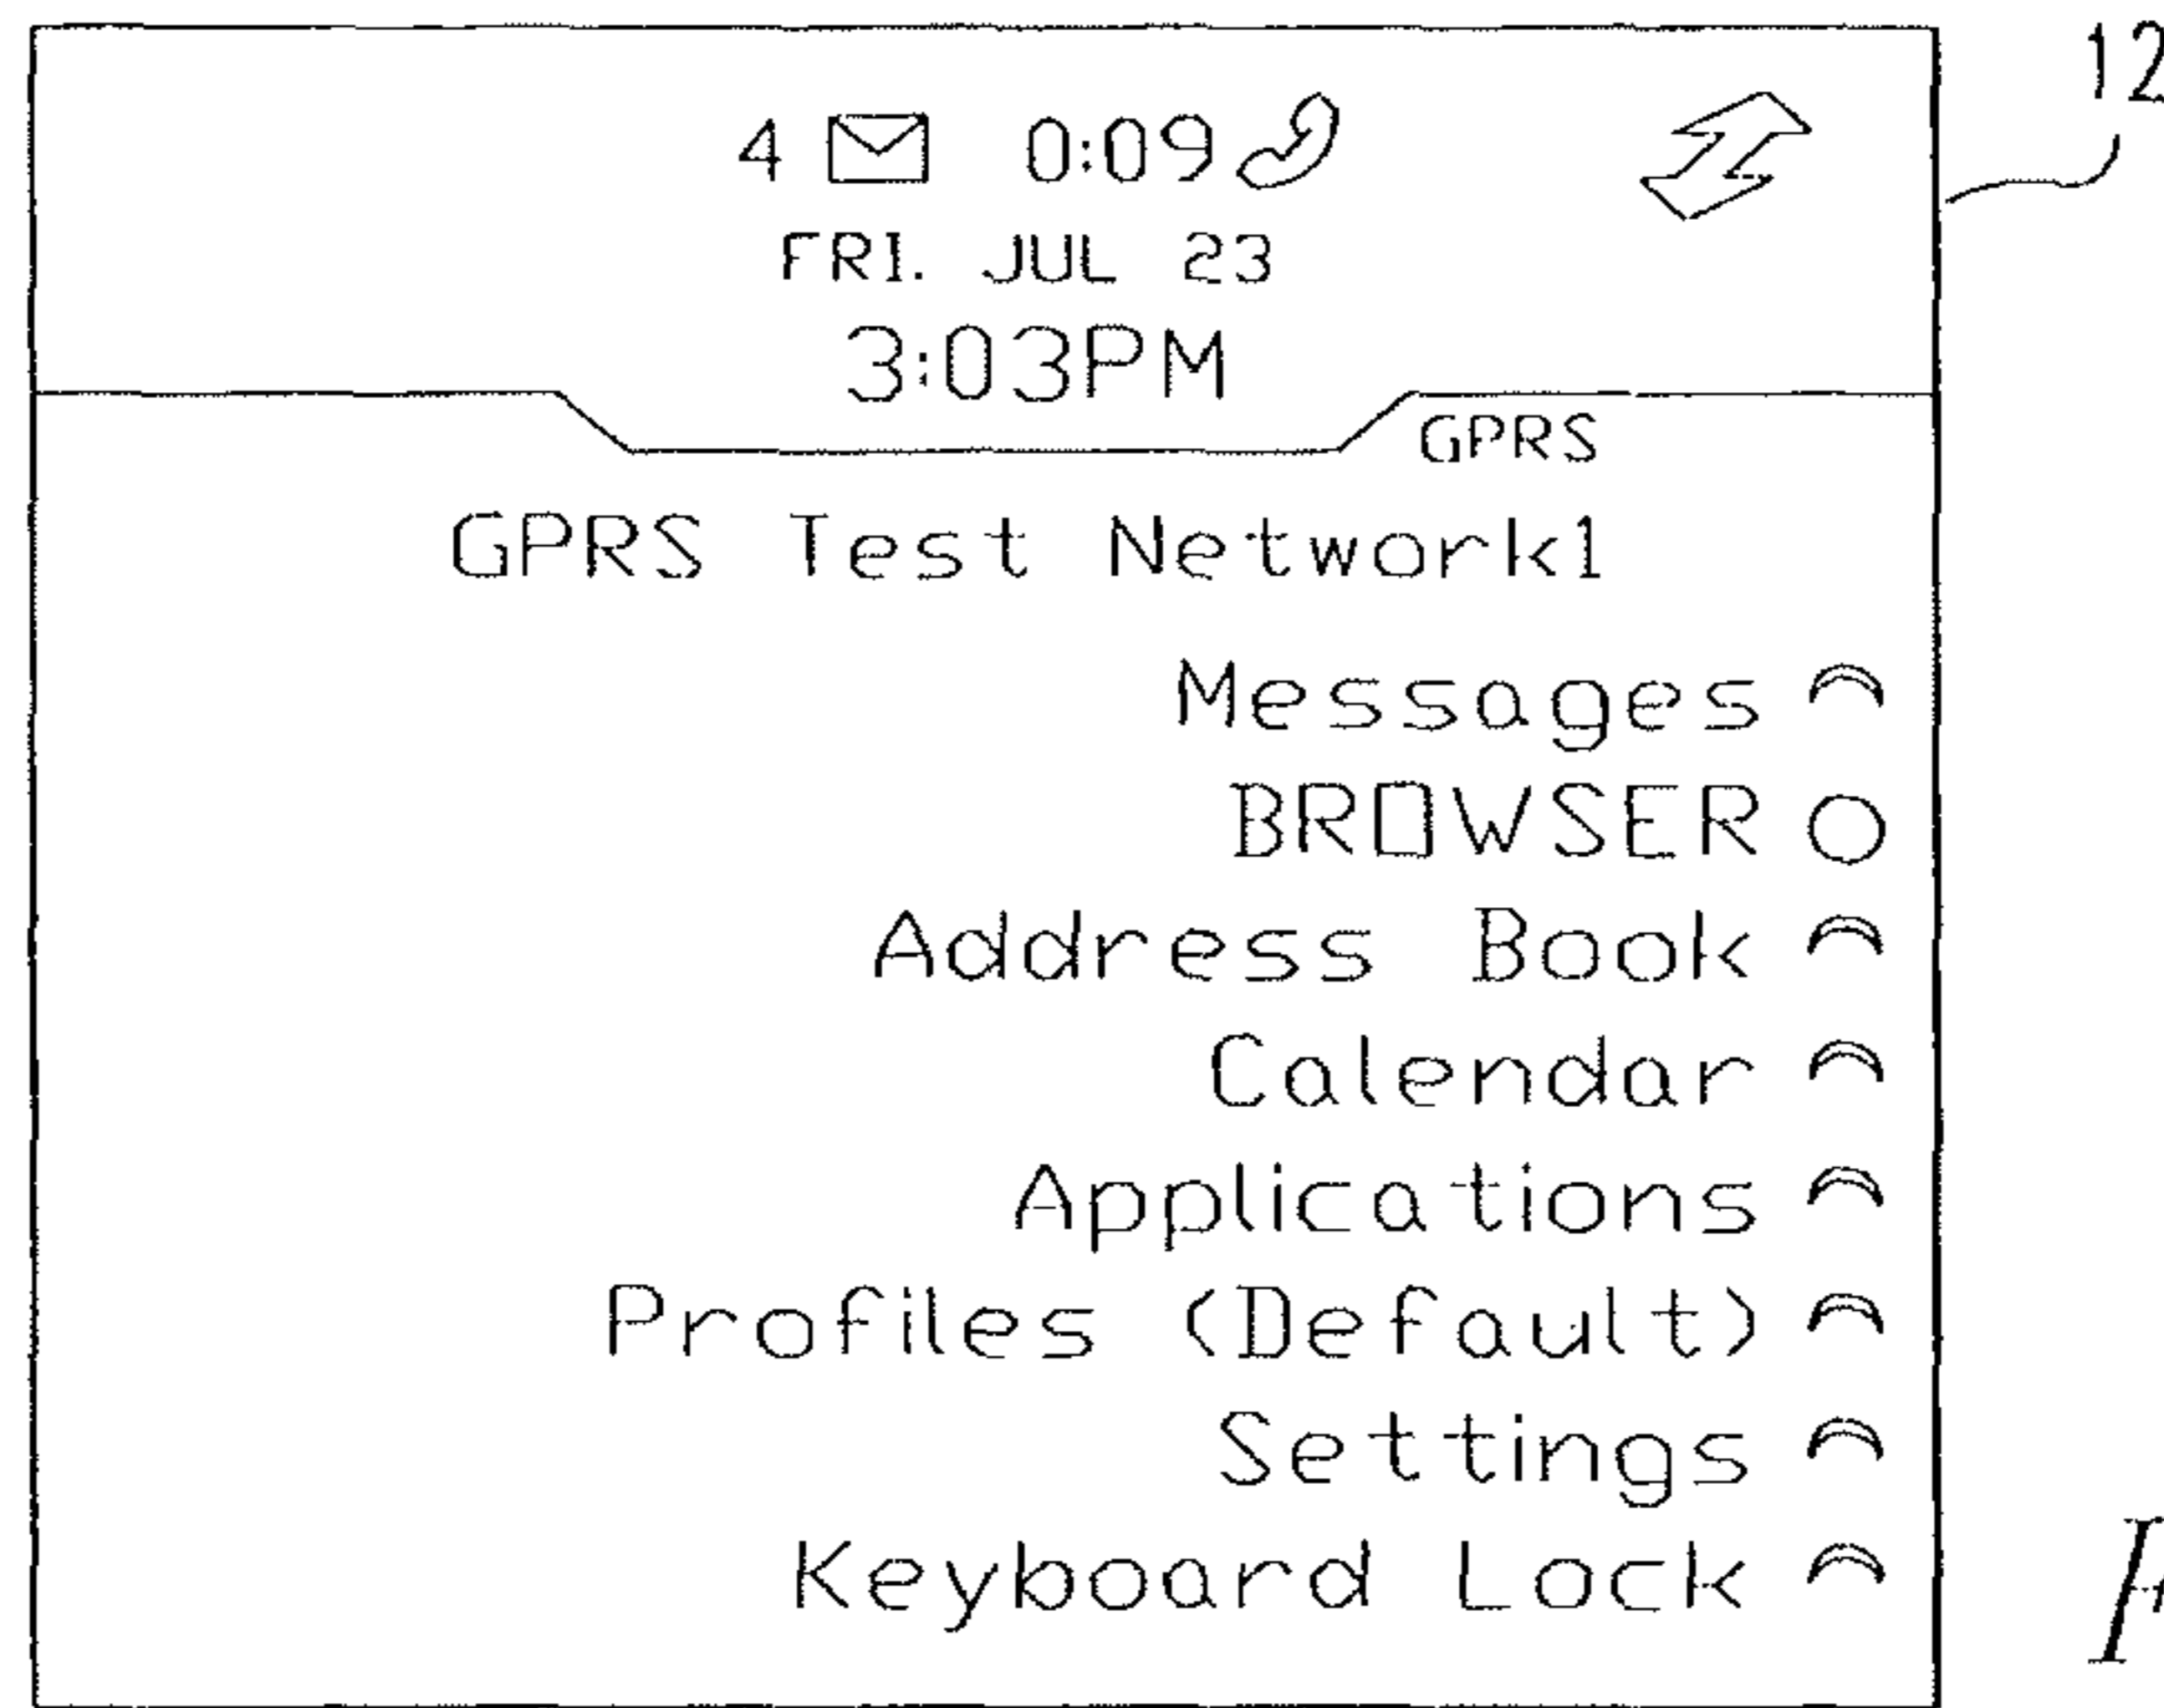 12
4 0:09
FRI. JUL 23
3:03PM
GPRS
GPRS Test Network1
Messages
BROWSER
Address Book
Calendar
Applications
Profiles (Default)
Settings
Keyboard Lock